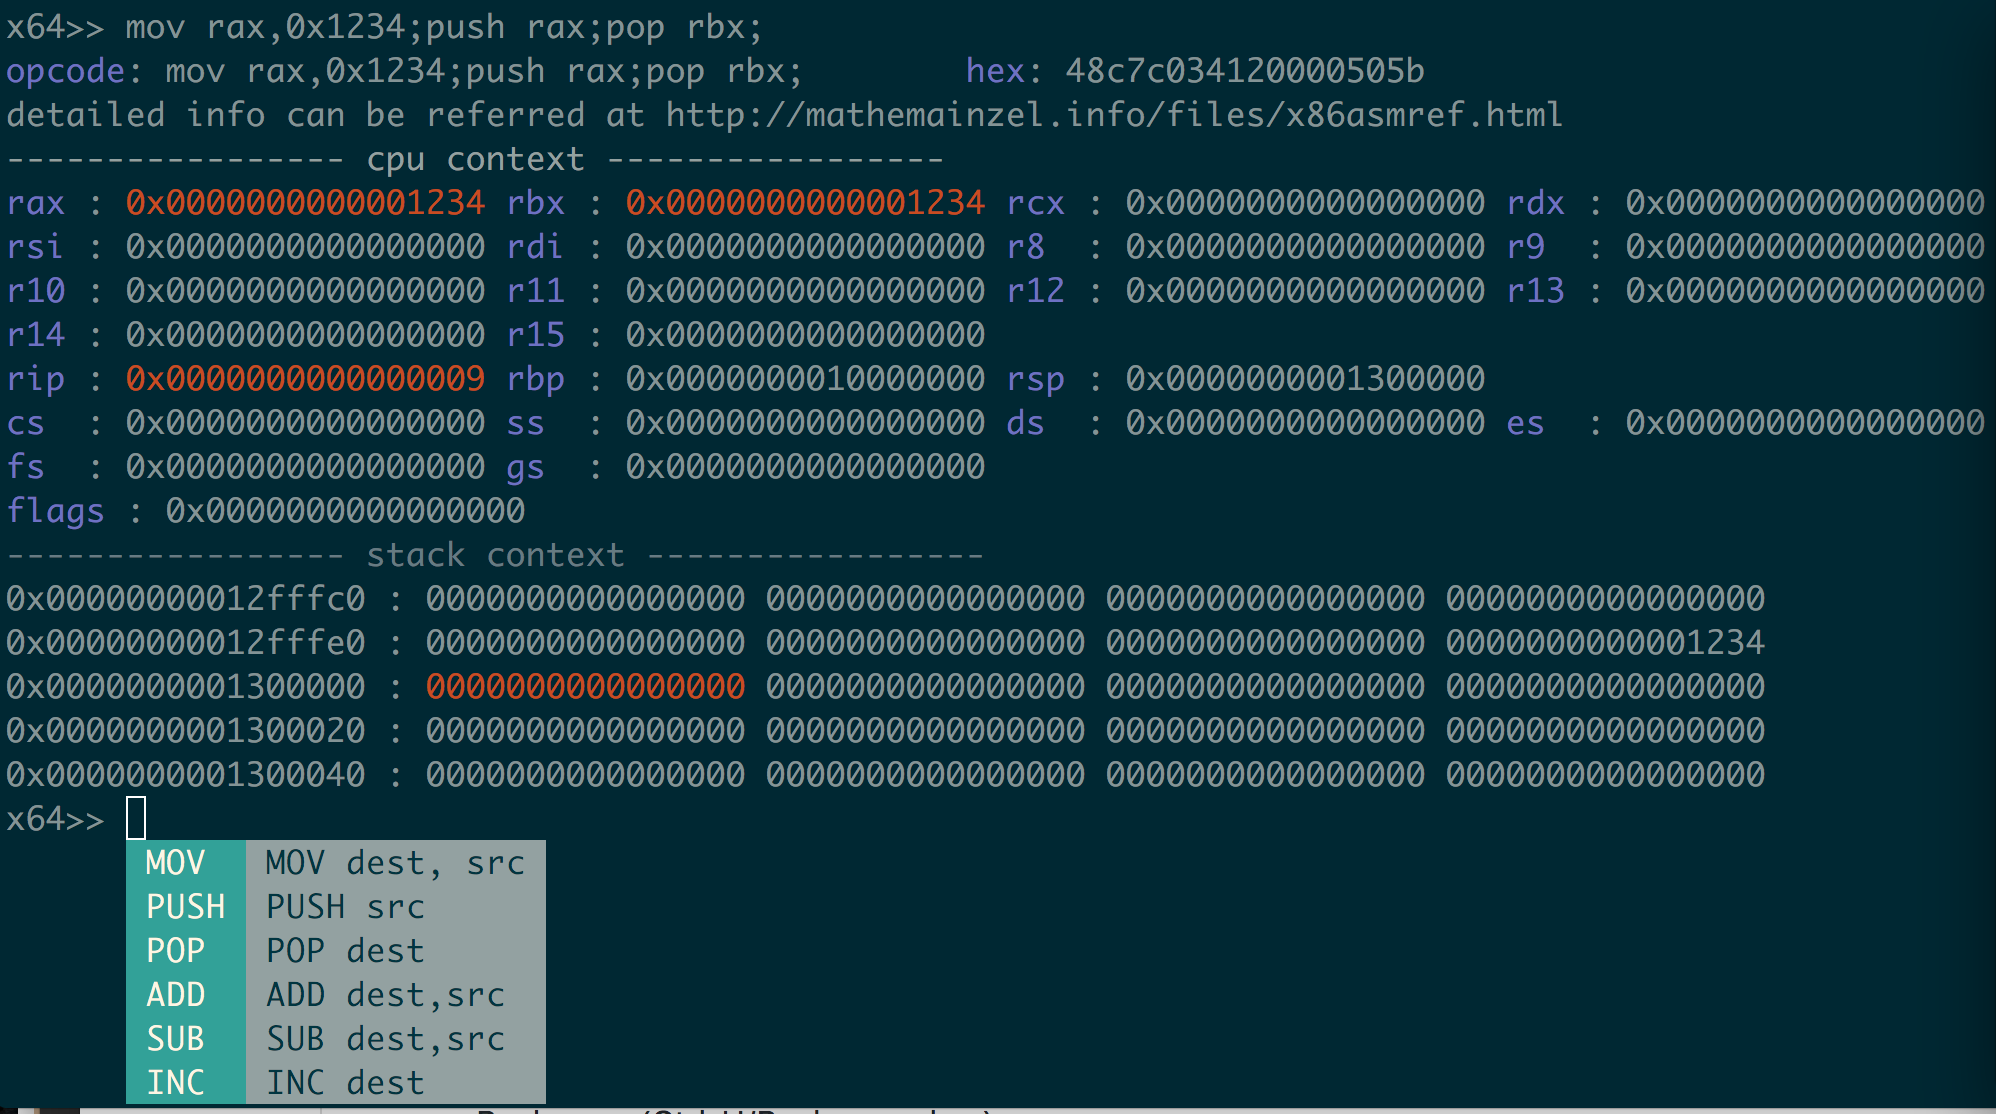 x64>> mov rax,0x1234;push rax;pop rbx;
opcode: mov rax,0x1234;push rax;pop rbx;        hex: 48c7c034120000505b
detailed info can be referred at http://mathemainzel.info/files/x86asmref.html
----------------- cpu context -----------------
rax : 0x0000000000001234 rbx : 0x0000000000001234 rcx : 0x0000000000000000 rdx : 0x0000000000000000
rsi : 0x0000000000000000 rdi : 0x0000000000000000 r8  : 0x0000000000000000 r9  : 0x0000000000000000
r10 : 0x0000000000000000 r11 : 0x0000000000000000 r12 : 0x0000000000000000 r13 : 0x0000000000000000
r14 : 0x0000000000000000 r15 : 0x0000000000000000
rip : 0x0000000000000009 rbp : 0x0000000010000000 rsp : 0x0000000001300000
cs  : 0x0000000000000000 ss  : 0x0000000000000000 ds  : 0x0000000000000000 es  : 0x0000000000000000
fs  : 0x0000000000000000 gs  : 0x0000000000000000
flags : 0x0000000000000000
----------------- stack context -----------------
0x00000000012fffc0 : 0000000000000000 0000000000000000 0000000000000000 0000000000000000
0x00000000012fffe0 : 0000000000000000 0000000000000000 0000000000000000 0000000000001234
0x0000000001300000 : 0000000000000000 0000000000000000 0000000000000000 0000000000000000
0x0000000001300020 : 0000000000000000 0000000000000000 0000000000000000 0000000000000000
0x0000000001300040 : 0000000000000000 0000000000000000 0000000000000000 0000000000000000
x64>>
MOV MOV dest, src
PUSH PUSH src
POP POP dest
ADD ADD dest,src
SUB SUB dest,src
INC INC dest